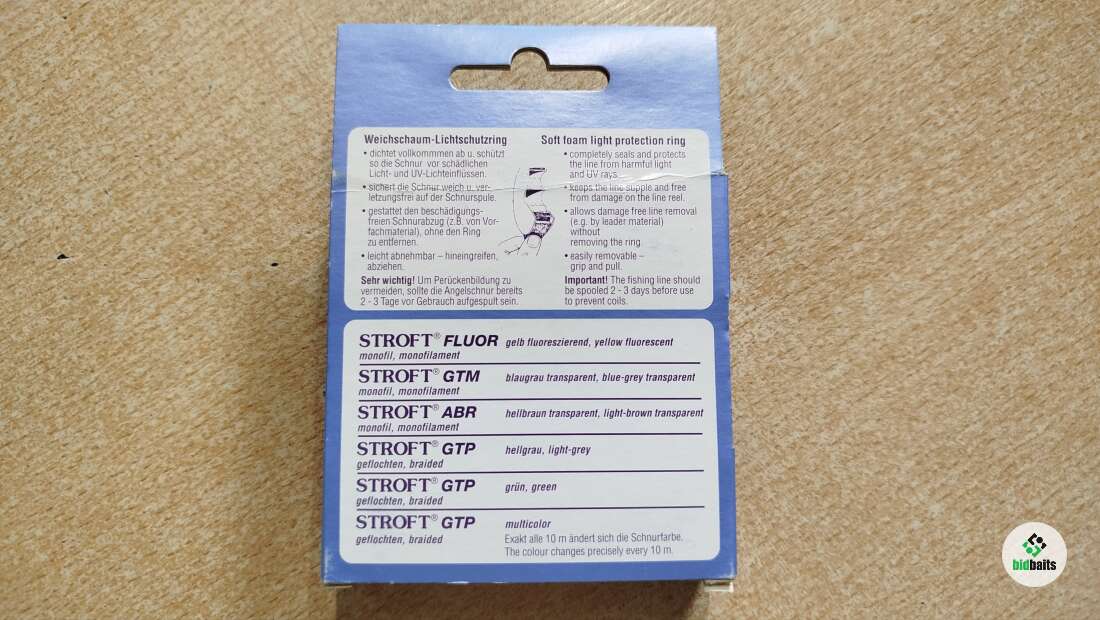 Weichschaum-Lichtschutzring
• dichtet vollkommmen ab u. schützt
so die Schnur vor schädlichen
Licht- und UV-Lichteinflüssen.
• sichert die Schnur weich u. ver-
letzungsfrei auf der Schnurspule.
• gestattet den beschädigungs-
freien Schnurabzug (z.B. von Vor-
fachmaterial), ohne den Ring
zu entfernen.
• leicht abnehmbar – hineingreifen,
abziehen.
Sehr wichtig! Um Perückenbildung zu
vermeiden, sollte die Angelschnur bereits
2 - 3 Tage vor Gebrauch aufgespult sein.
Soft foam light protection ring
• completely seals and protects
the line from harmful light
and UV rays.
• keeps the line supple and free
from damage on the line reel.
• allows damage free line removal
(e.g. by leader material)
without
removing the ring.
• easily removable –
grip and pull.
Important! The fishing line should
be spooled 2 - 3 days before use
to prevent coils.
STROFT® FLUOR gelb fluoreszierend, yellow fluorescent
monofil, monofilament
STROFT® GTM blaugrau transparent, blue-grey transparent
monofil, monofilament
STROFT® ABR hellbraun transparent, light-brown transparent
monofil, monofilament
STROFT® GTP hellgrau, light-grey
geflochten, braided
STROFT® GTP grün, green
geflochten, braided
STROFT® GTP multicolor
geflochten, braided Exakt alle 10 m ändert sich die Schnurfarbe.
The colour changes precisely every 10 m.
bidbaits